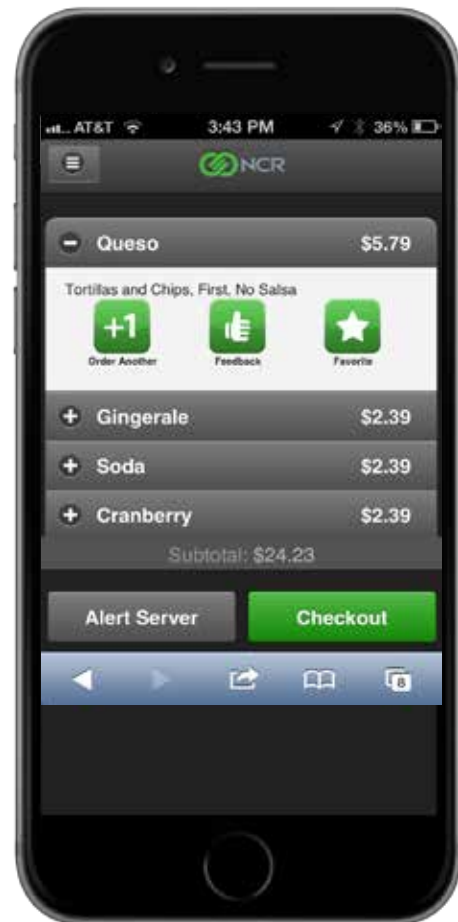 AT&T 3:43 PM 36%
NCR
Queso $5.79
Tortillas and Chips, First, No Salsa
+1
Order Another Feedback Favorite
Gingerale $2.39
Soda $2.39
Cranberry $2.39
Subtotal: $24.23
Alert Server Checkout
8